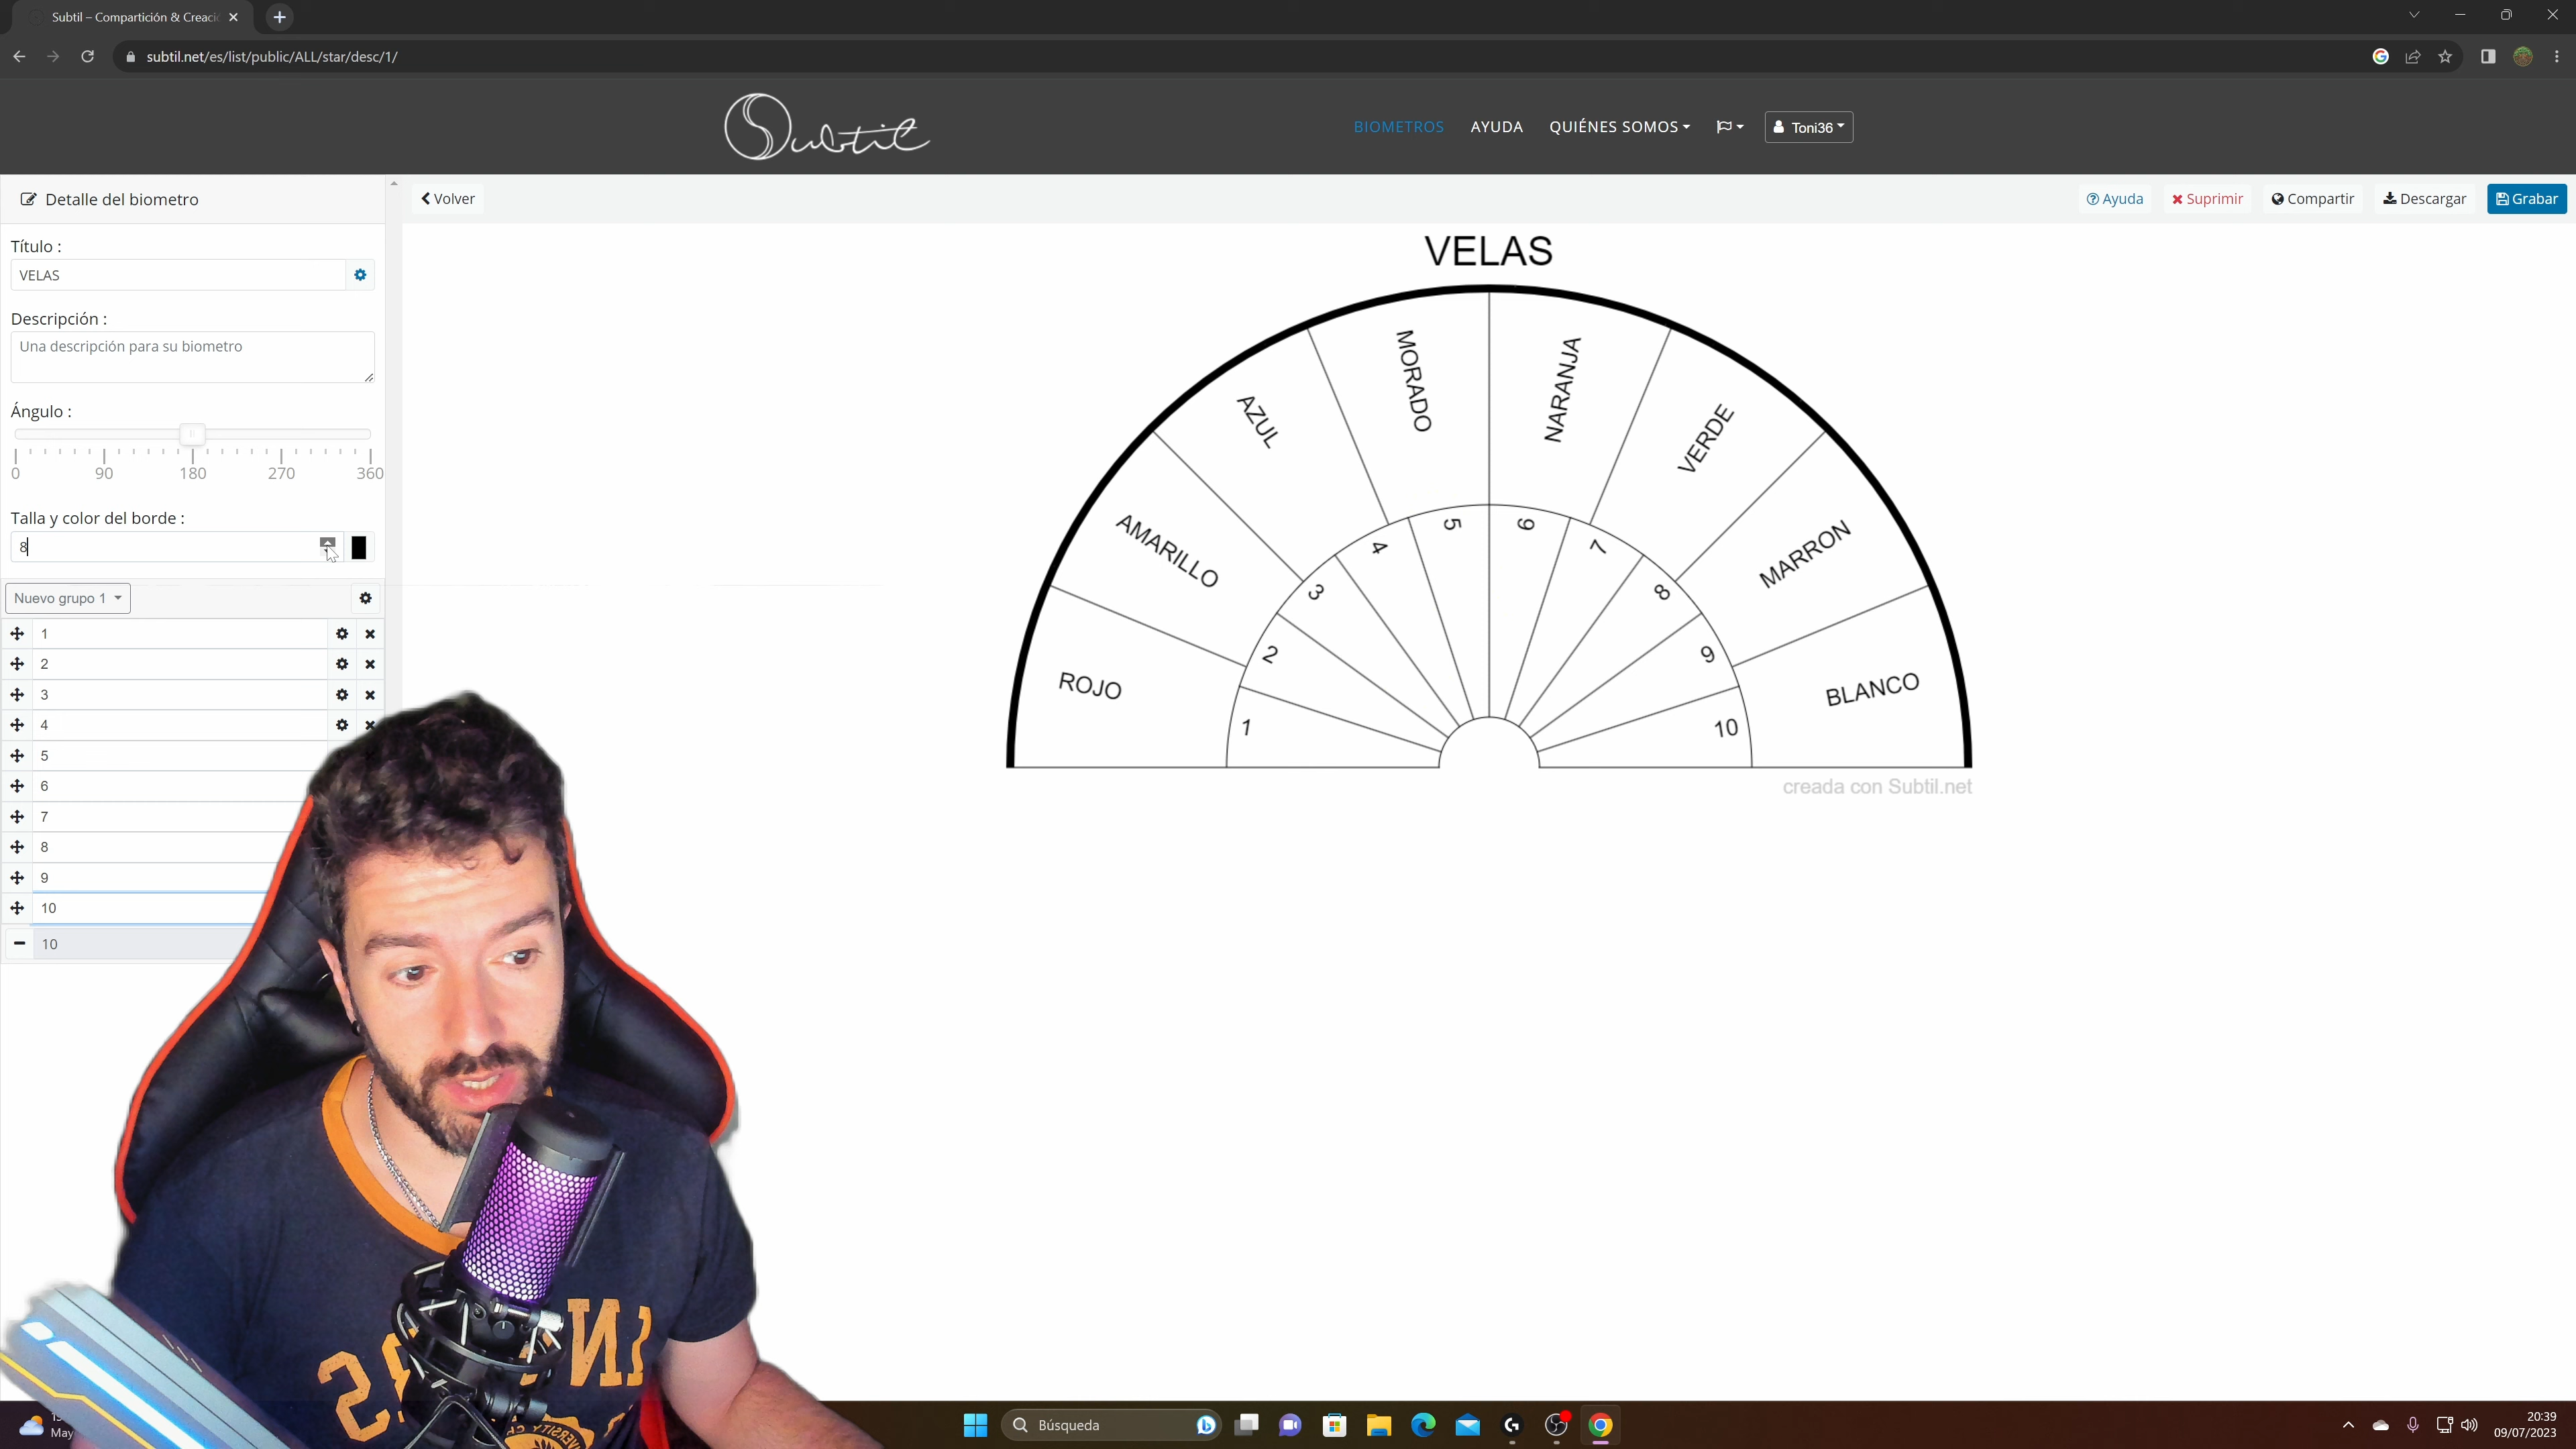 Subtil – Compartición & Creació
subtil.net/es/list/public/ALL/star/desc/1/
Subtil
BIOMETROS
AYUDA
QUIÉNES SOMOS
Toni36
Detalle del biometro
Volver
Ayuda
Suprimir
Compartir
Descargar
Grabar
Título :
VELAS
Descripción :
Una descripción para su biometro
Ángulo :
0 90 180 270 360
Talla y color del borde :
8
Nuevo grupo 1
1
2
3
4
5
6
7
8
9
10
10
VELAS
ROJO
AMARILLO
AZUL
MORADO
NARANJA
VERDE
MARRON
BLANCO
1
2
3
4
5
6
7
8
9
10
creada con Subtil.net
May
Búsqueda
20:39
09/07/2023